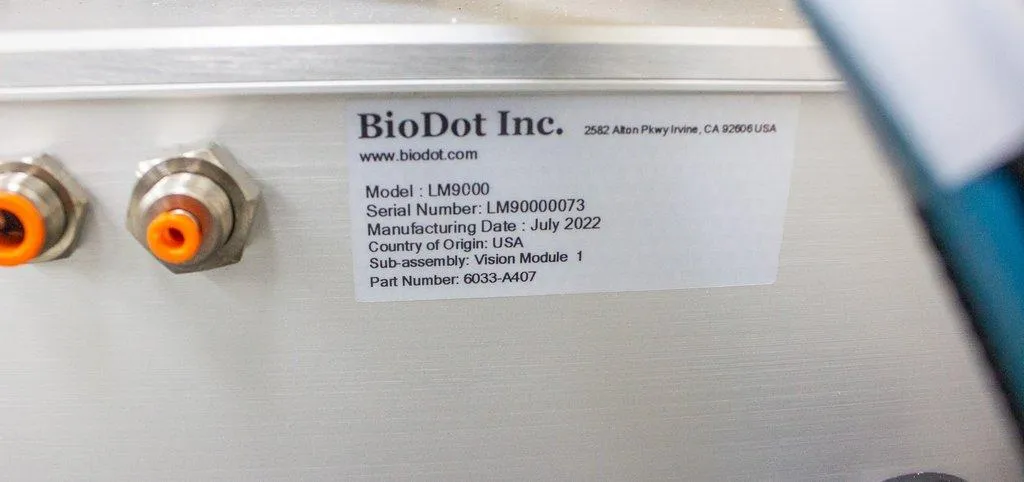 BioDot Inc. 2582 Alton Pkwy Irvine, CA 92606 USA
www.biodot.com
Model : LM9000
Serial Number: LM90000073
Manufacturing Date : July 2022
Country of Origin: USA
Sub-assembly: Vision Module 1
Part Number: 6033-A407